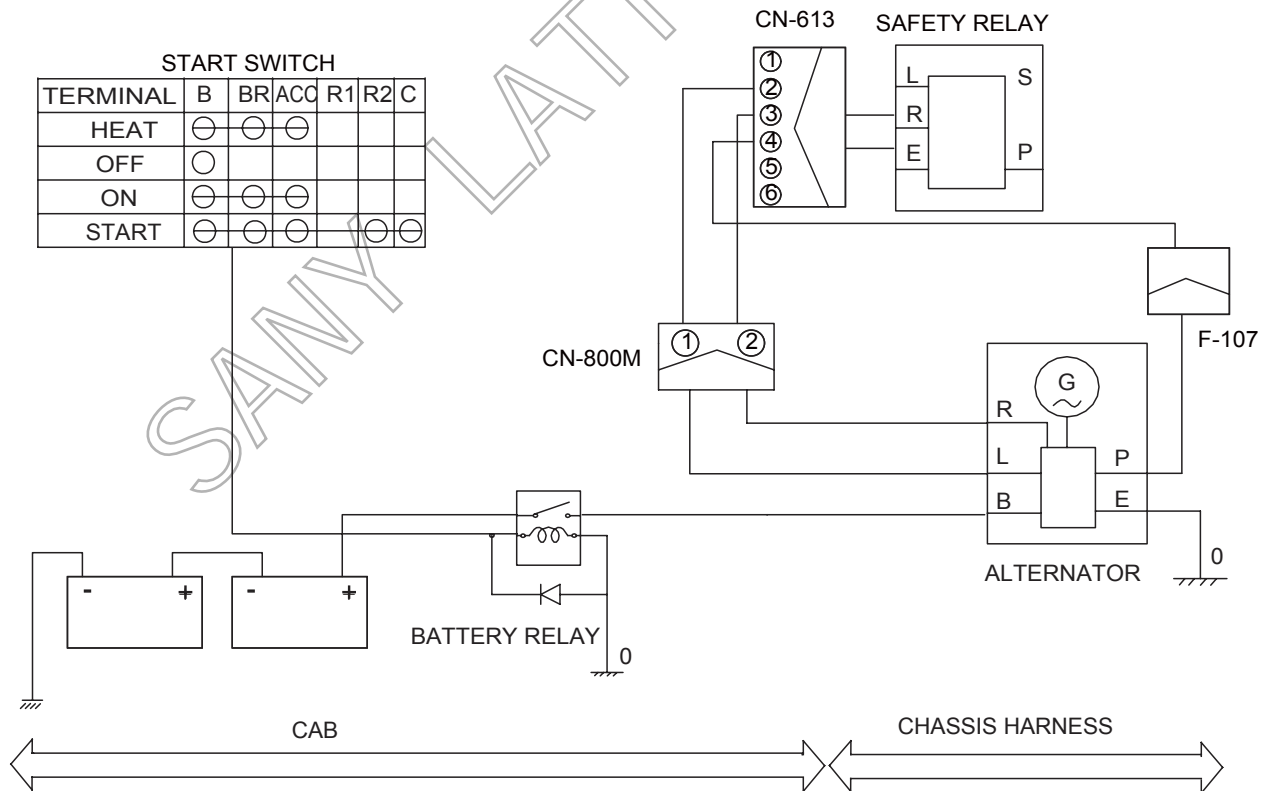 CN-613
SAFETY RELAY
START SWITCH
TERMINAL B BR ACC R1 R2 C
HEAT
OFF
ON
START
1
2
3
4
5
6
L
R
E
S
P
F-107
CN-800M
1 2
G
R
L
B
P
E
ALTERNATOR
0
- + - +
BATTERY RELAY
0
CAB
CHASSIS HARNESS
SANY LATT